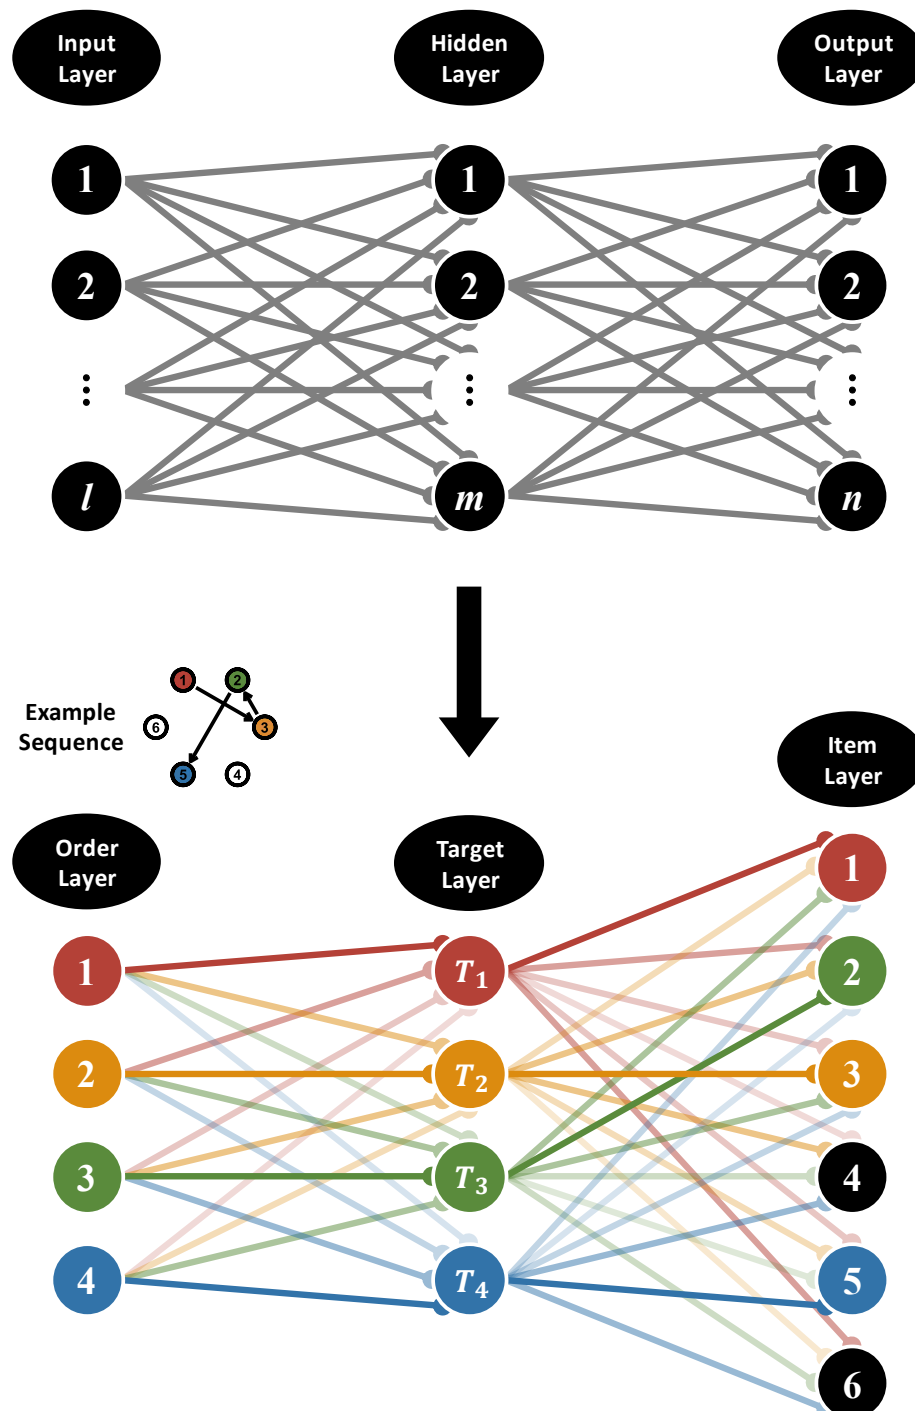 Input
Layer
Hidden
Layer
Output
Layer
1
1
1
2
2
2
⋮
⋮
⋮
l
m
n
Example
Sequence
1
2
6
3
5
4
Item
Layer
Order
Layer
Target
Layer
1
1
T₁
2
2
T₂
3
3
T₃
4
4
T₄
5
6